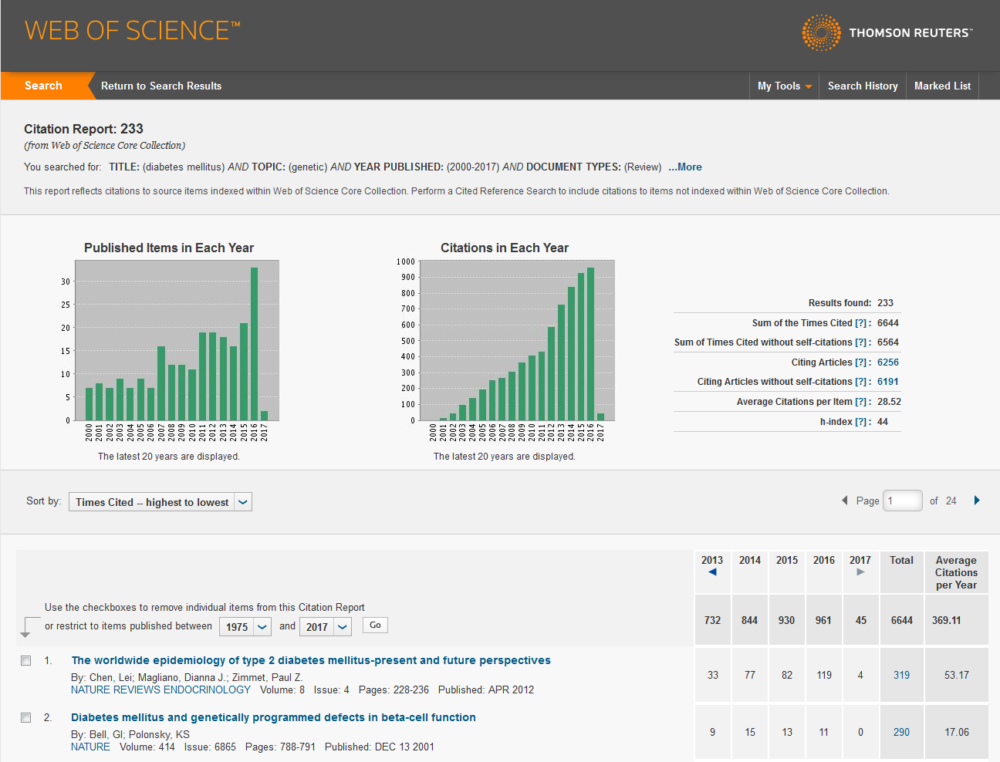 WEB OF SCIENCE™
THOMSON REUTERS™
Search
Return to Search Results
My Tools
Search History
Marked List
Citation Report: 233
(from Web of Science Core Collection)
You searched for: TITLE: (diabetes mellitus) AND TOPIC: (genetic) AND YEAR PUBLISHED: (2000-2017) AND DOCUMENT TYPES: (Review) ...More
This report reflects citations to source items indexed within Web of Science Core Collection. Perform a Cited Reference Search to include citations to items not indexed within Web of Science Core Collection.
Published Items in Each Year
30
25
20
15
10
5
0
2000 2001 2002 2003 2004 2005 2006 2007 2008 2009 2010 2011 2012 2013 2014 2015 2016 2017
The latest 20 years are displayed.
Citations in Each Year
1000
900
800
700
600
500
400
300
200
100
0
2000 2001 2002 2003 2004 2005 2006 2007 2008 2009 2010 2011 2012 2013 2014 2015 2016 2017
The latest 20 years are displayed.
Results found: 233
Sum of the Times Cited [?] : 6644
Sum of Times Cited without self-citations [?] : 6564
Citing Articles [?] : 6256
Citing Articles without self-citations [?] : 6191
Average Citations per Item [?] : 28.52
h-index [?] : 44
Sort by: Times Cited -- highest to lowest
Page 1 of 24
2013 2014 2015 2016 2017 Total Average Citations per Year
Use the checkboxes to remove individual items from this Citation Report
or restrict to items published between 1975 and 2017 Go
732 844 930 961 45 6644 369.11
1. The worldwide epidemiology of type 2 diabetes mellitus-present and future perspectives
By: Chen, Lei; Magliano, Dianna J.; Zimmet, Paul Z.
NATURE REVIEWS ENDOCRINOLOGY Volume: 8 Issue: 4 Pages: 228-236 Published: APR 2012
33 77 82 119 4 319 53.17
2. Diabetes mellitus and genetically programmed defects in beta-cell function
By: Bell, GI; Polonsky, KS
NATURE Volume: 414 Issue: 6865 Pages: 788-791 Published: DEC 13 2001
9 15 13 11 0 290 17.06